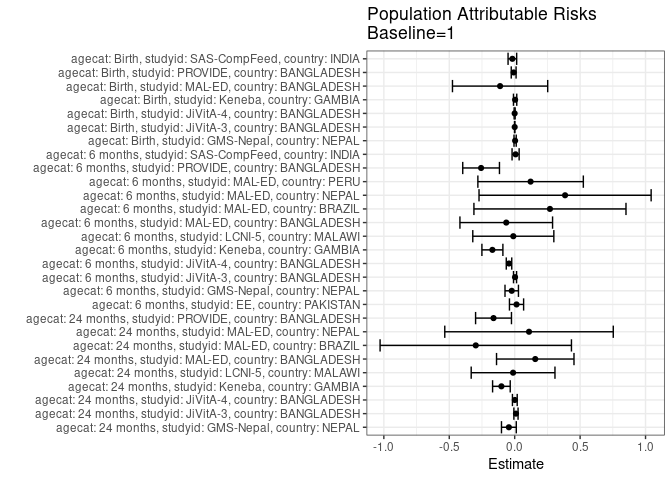 Population Attributable Risks
Baseline=1
agecat: Birth, studyid: SAS-CompFeed, country: INDIA
agecat: Birth, studyid: PROVIDE, country: BANGLADESH
agecat: Birth, studyid: MAL-ED, country: BANGLADESH
agecat: Birth, studyid: Keneba, country: GAMBIA
agecat: Birth, studyid: JiVitA-4, country: BANGLADESH
agecat: Birth, studyid: JiVitA-3, country: BANGLADESH
agecat: Birth, studyid: GMS-Nepal, country: NEPAL
agecat: 6 months, studyid: SAS-CompFeed, country: INDIA
agecat: 6 months, studyid: PROVIDE, country: BANGLADESH
agecat: 6 months, studyid: MAL-ED, country: PERU
agecat: 6 months, studyid: MAL-ED, country: NEPAL
agecat: 6 months, studyid: MAL-ED, country: BRAZIL
agecat: 6 months, studyid: MAL-ED, country: BANGLADESH
agecat: 6 months, studyid: LCNI-5, country: MALAWI
agecat: 6 months, studyid: Keneba, country: GAMBIA
agecat: 6 months, studyid: JiVitA-4, country: BANGLADESH
agecat: 6 months, studyid: JiVitA-3, country: BANGLADESH
agecat: 6 months, studyid: GMS-Nepal, country: NEPAL
agecat: 6 months, studyid: EE, country: PAKISTAN
agecat: 24 months, studyid: PROVIDE, country: BANGLADESH
agecat: 24 months, studyid: MAL-ED, country: NEPAL
agecat: 24 months, studyid: MAL-ED, country: BRAZIL
agecat: 24 months, studyid: MAL-ED, country: BANGLADESH
agecat: 24 months, studyid: LCNI-5, country: MALAWI
agecat: 24 months, studyid: Keneba, country: GAMBIA
agecat: 24 months, studyid: JiVitA-4, country: BANGLADESH
agecat: 24 months, studyid: JiVitA-3, country: BANGLADESH
agecat: 24 months, studyid: GMS-Nepal, country: NEPAL
-1.0 -0.5 0.0 0.5 1.0
Estimate